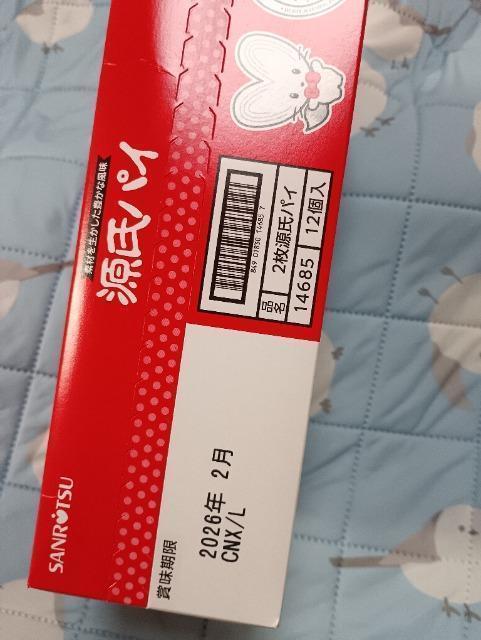 素材を生かした豊かな風味
源氏パイ
SANRITSU
品名
2枚源氏パイ
14685
12個入
賞味期限
2026年 2月
CNX/L